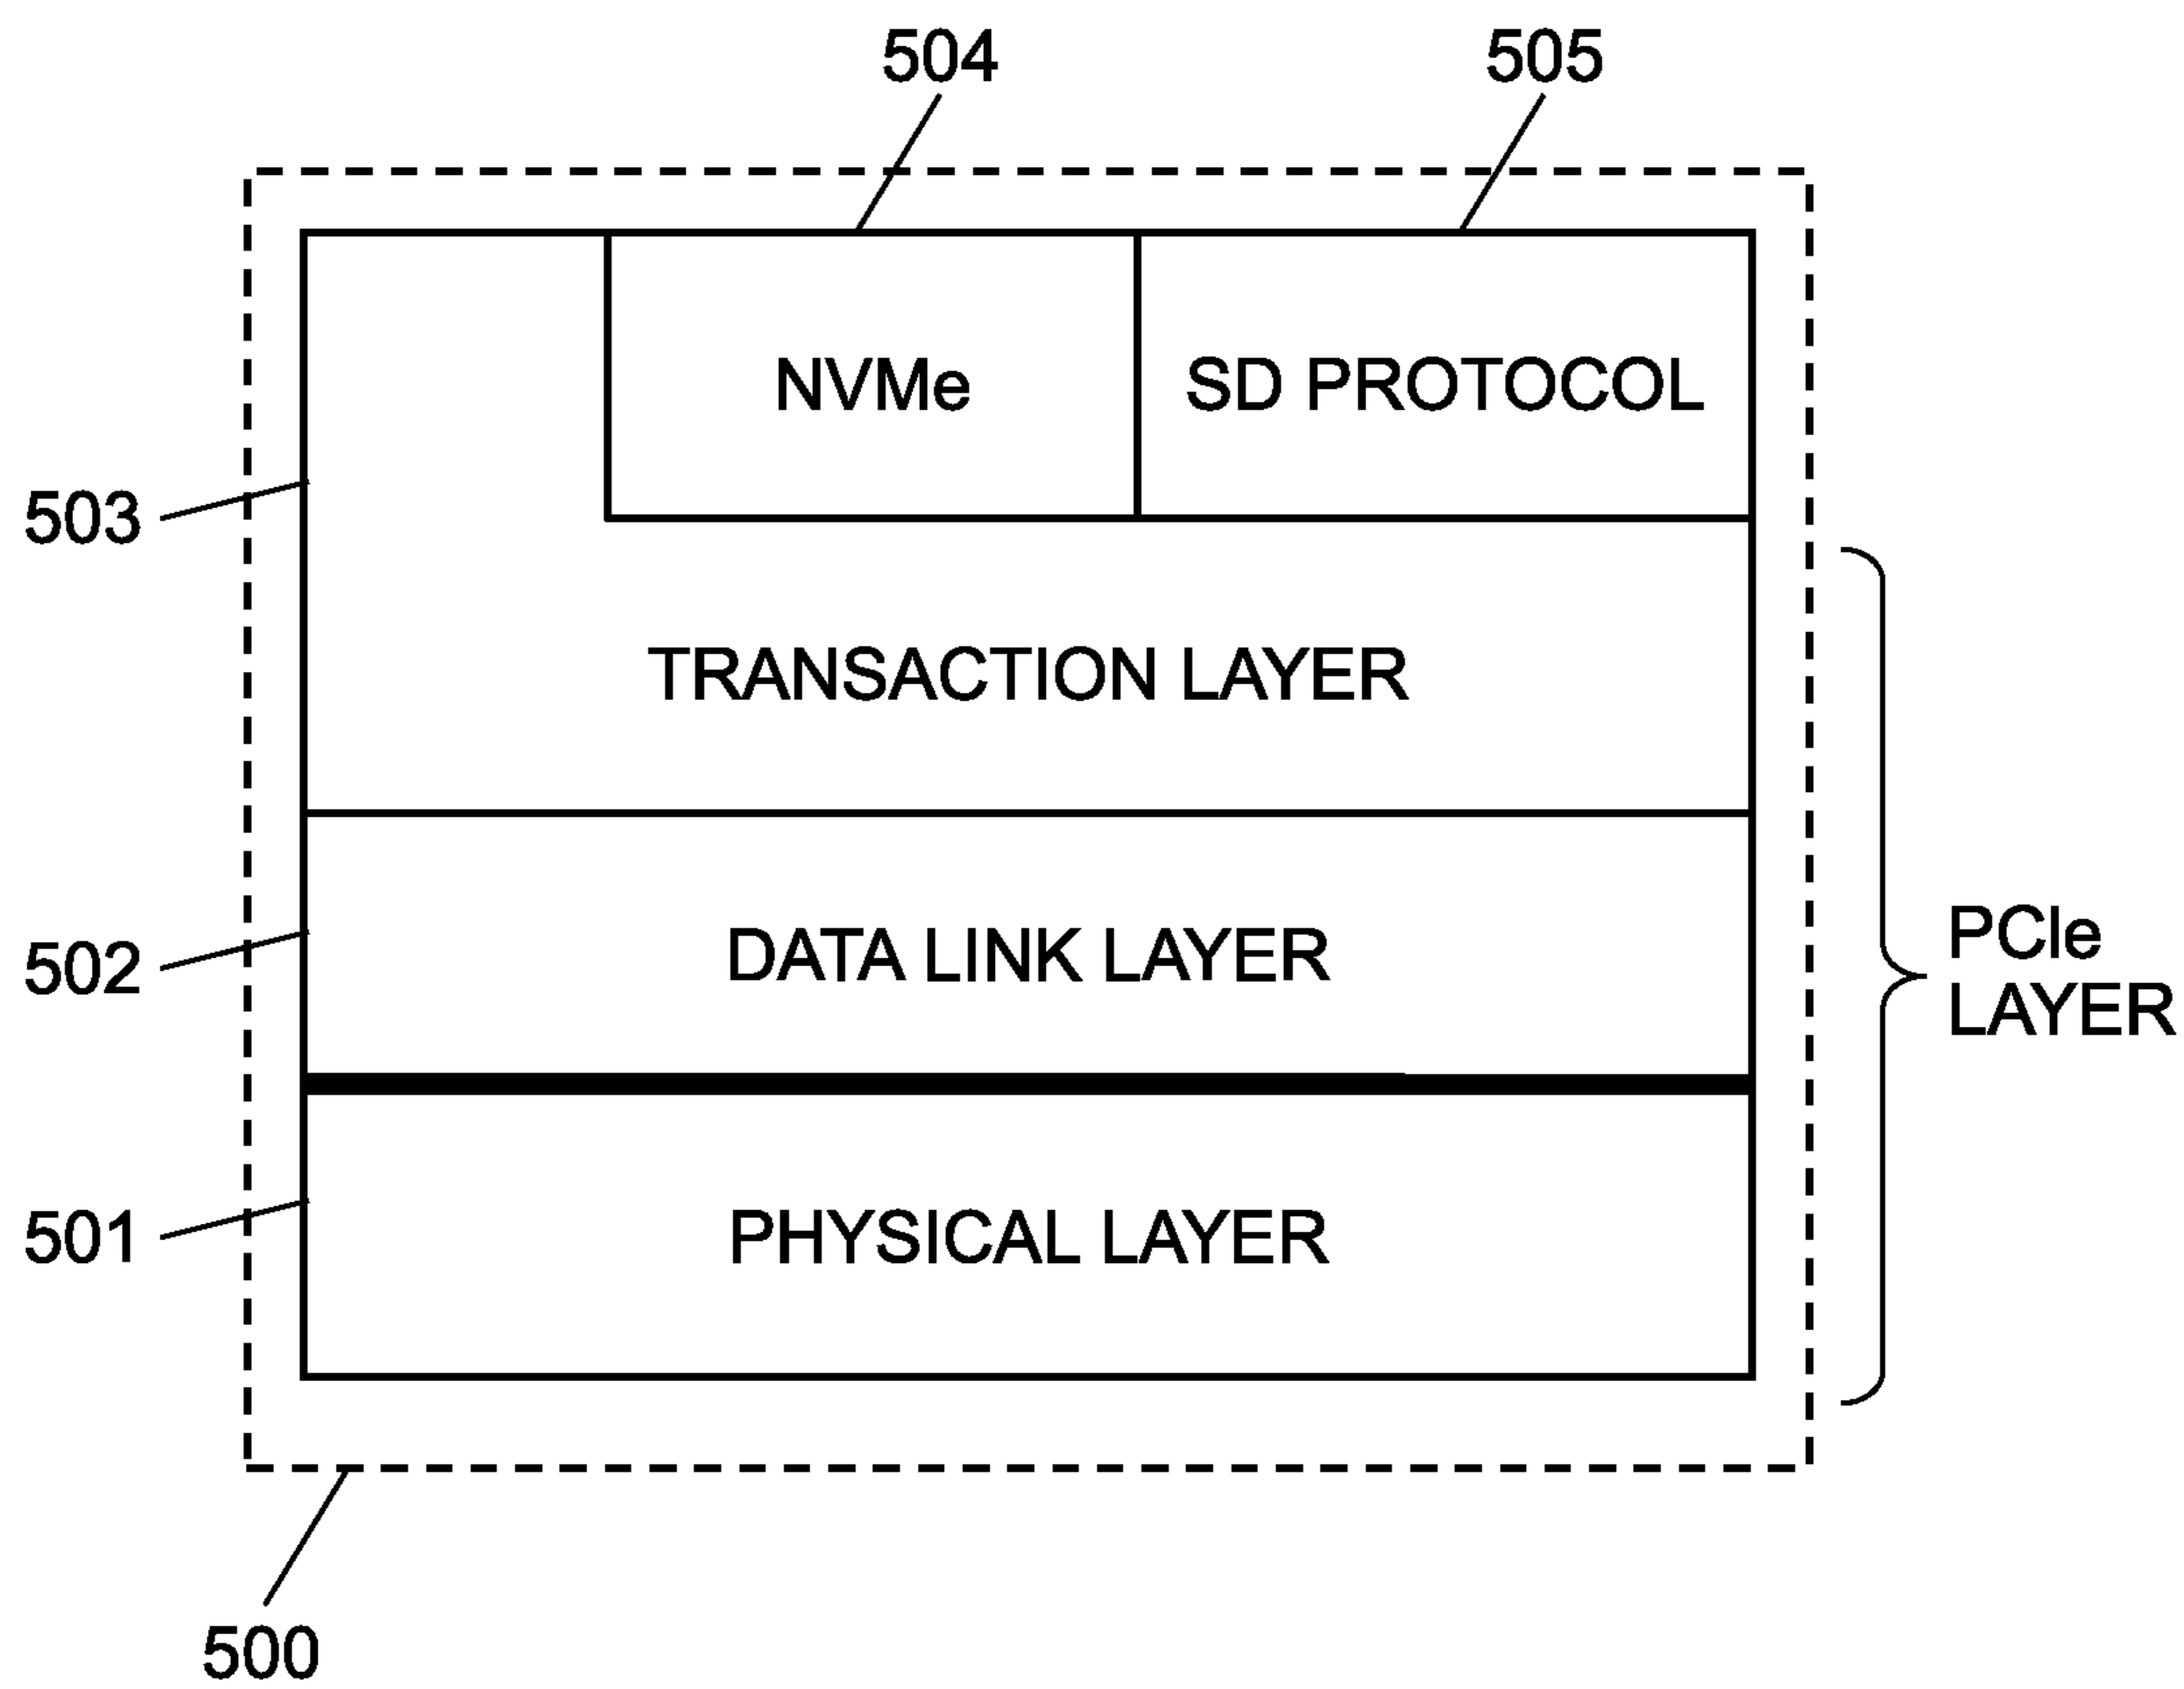 504
505
NVMe
SD PROTOCOL
503
TRANSACTION LAYER
502
DATA LINK LAYER
PCIe
LAYER
501
PHYSICAL LAYER
500